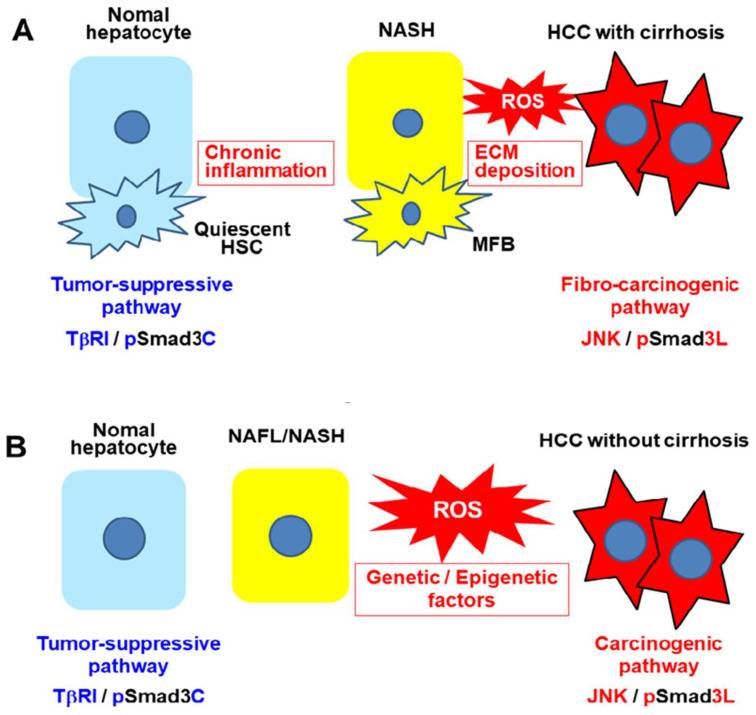 A
Nomal
hepatocyte
NASH
HCC with cirrhosis
ROS
Chronic
inflammation
ECM
deposition
Quiescent
HSC
MFB
Tumor-suppressive
pathway
TβRI / pSmad3C
Fibro-carcinogenic
pathway
JNK / pSmad3L
B
Nomal
hepatocyte
NAFL/NASH
HCC without cirrhosis
ROS
Genetic / Epigenetic
factors
Tumor-suppressive
pathway
TβRI / pSmad3C
Carcinogenic
pathway
JNK / pSmad3L